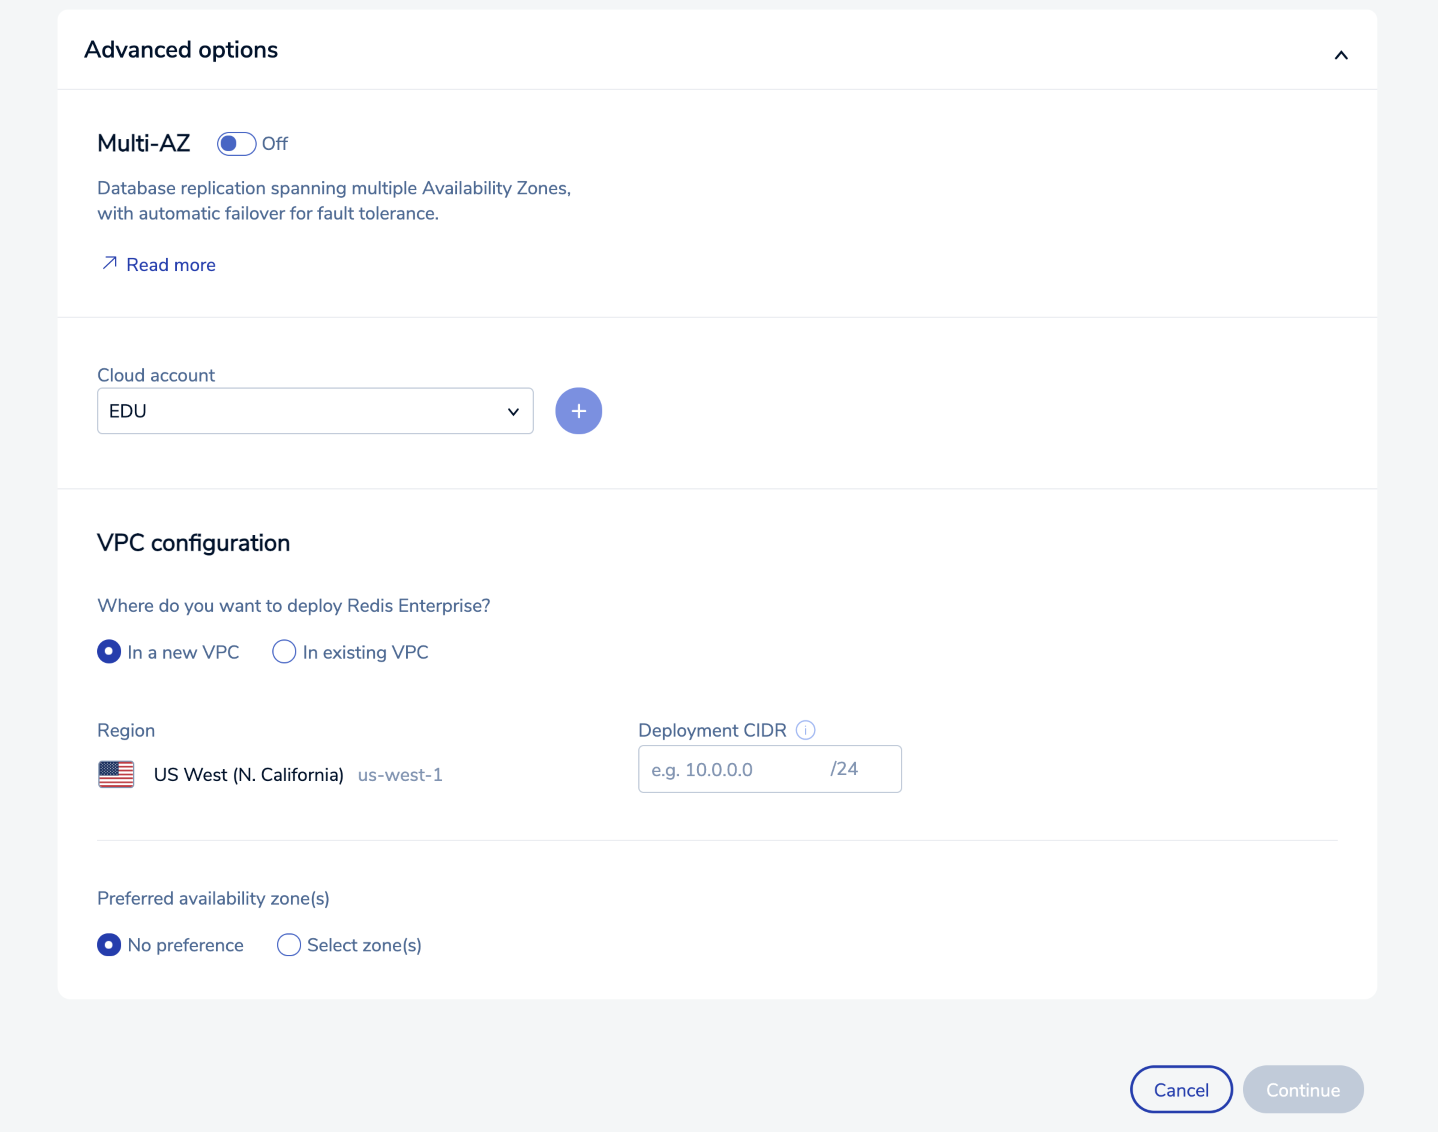 Advanced options
Multi-AZ Off
Database replication spanning multiple Availability Zones,
with automatic failover for fault tolerance.
Read more
Cloud account
EDU
VPC configuration
Where do you want to deploy Redis Enterprise?
In a new VPC In existing VPC
Region Deployment CIDR i
US West (N. California) us-west-1 e.g. 10.0.0.0 /24
Preferred availability zone(s)
No preference Select zone(s)
Cancel Continue